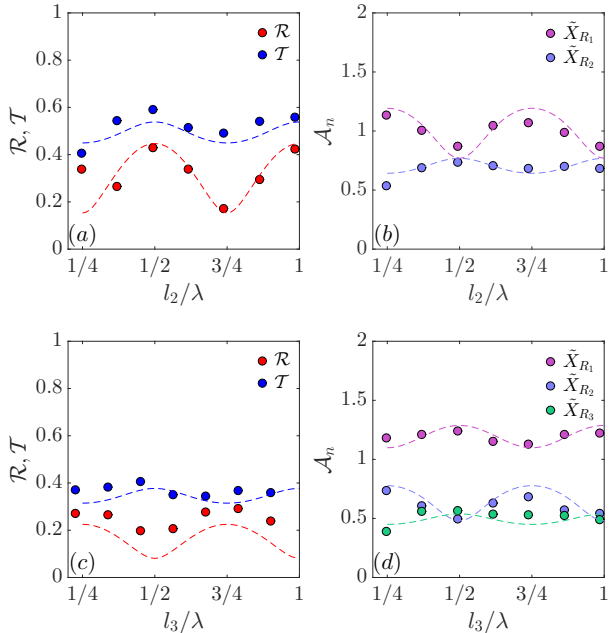 1
0.8
0.6
0.4
0.2
0
R, T
R
T
(a)
1/4 1/2 3/4 1
l₂/λ
2
1.5
1
0.5
0
𝒜ₙ
X̃_{R₁}
X̃_{R₂}
(b)
1/4 1/2 3/4 1
l₂/λ
1
0.8
0.6
0.4
0.2
0
R, T
R
T
(c)
1/4 1/2 3/4 1
l₃/λ
2
1.5
1
0.5
0
𝒜ₙ
X̃_{R₁}
X̃_{R₂}
X̃_{R₃}
(d)
1/4 1/2 3/4 1
l₃/λ